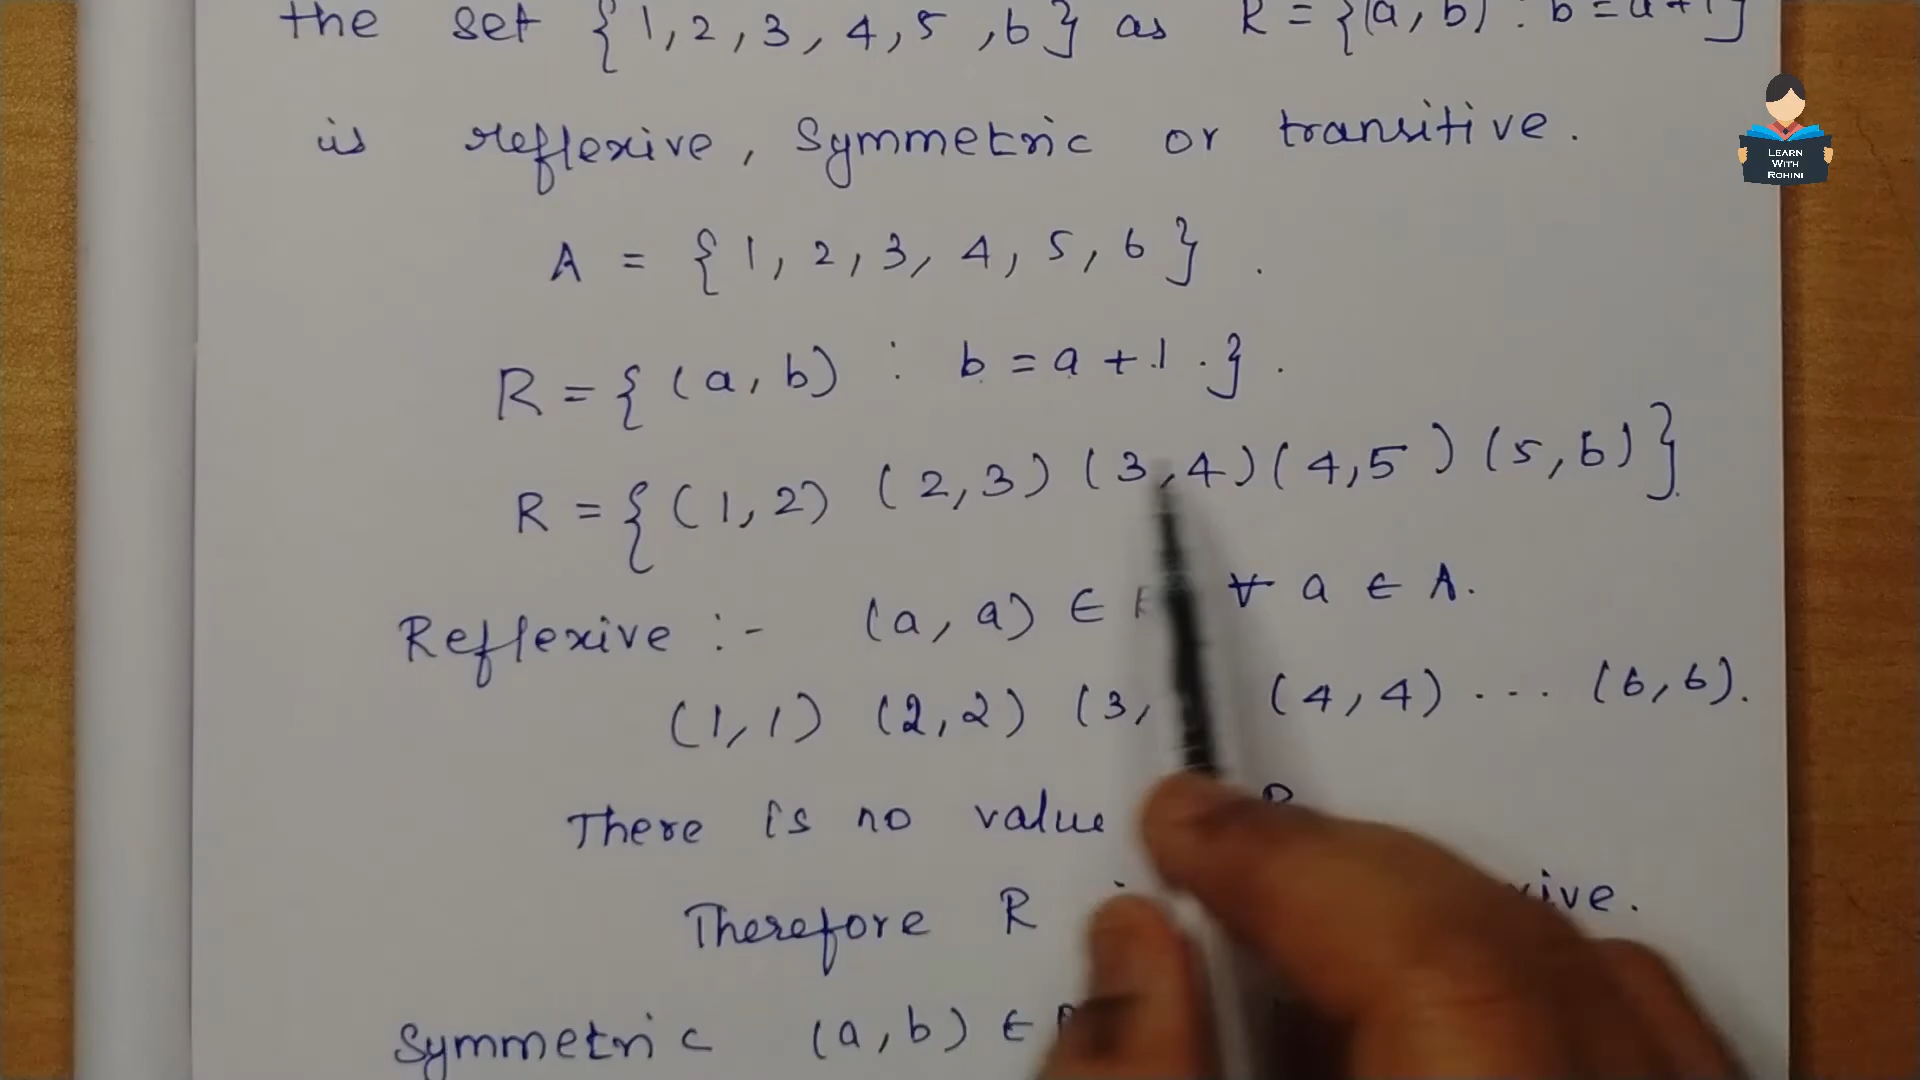 the set {1,2,3,4,5,6} as R = {(a,b) : b = a+1}
is reflexive, Symmetric or transitive.
LEARN
WITH
ROHINI
A = {1,2,3,4,5,6}.
R = {(a,b) : b = a+1.}.
R = {(1,2) (2,3) (3,4) (4,5) (5,6)}
Reflexive :- (a,a) ∈ ∀ a ∈ A.
(1,1) (2,2) (3, (4,4) ... (6,6).
There is no value
Therefore R
Symmetric (a,b) ∈